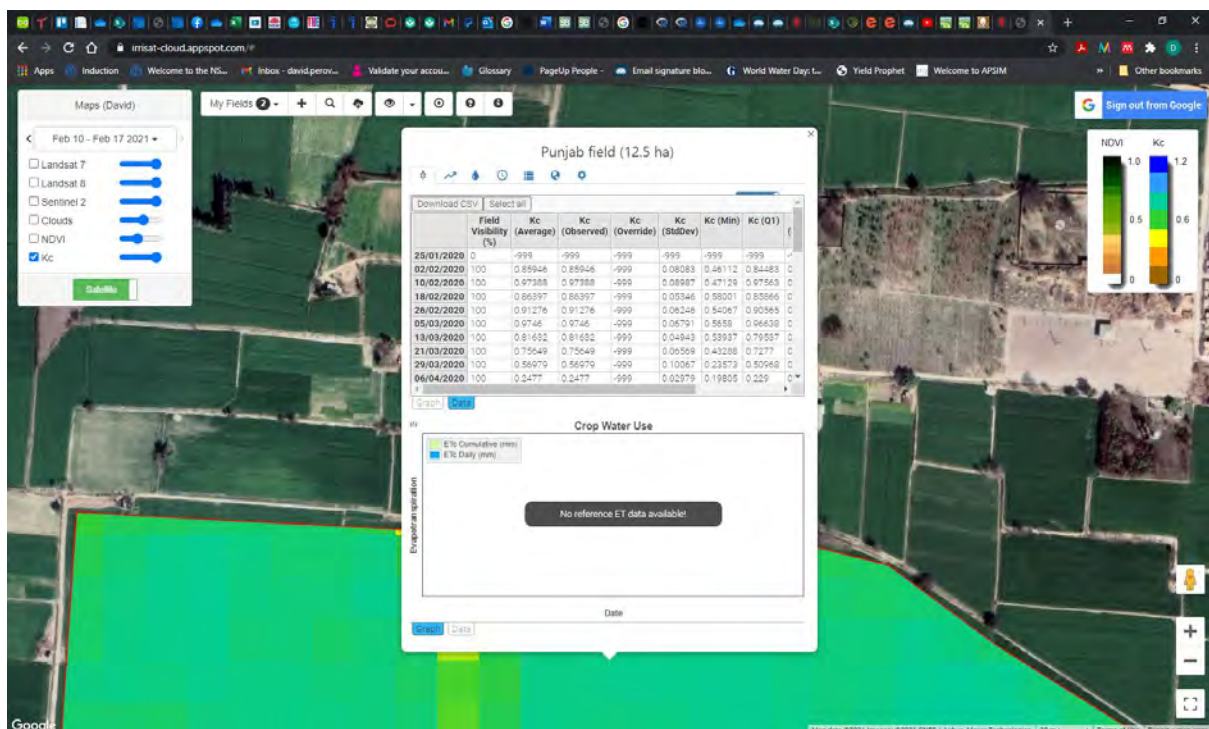 irrisat-cloud.appspot.com/#
Apps Induction Welcome to the NS... Inbox - david.perov... Validate your accou... Glossary PageUp People - Email signature blo... World Water Day: t... Yield Prophet Welcome to APSIM » Other bookmarks
Maps (David)
My Fields 2
Sign out from Google
Feb 10 - Feb 17 2021
Landsat 7
Landsat 8
Sentinel 2
Clouds
NDVI
Kc
Satellite
NDVI Kc
1.0 1.2
0.5 0.6
0 0
Punjab field (12.5 ha)
Download CSV Select all
Field Visibility (%) Kc (Average) Kc (Observed) Kc (Override) Kc (StdDev) Kc (Min) Kc (Q1)
25/01/2020 0 -999 -999 -999 -999 -999 -999
02/02/2020 100 0.85946 0.85946 -999 0.08083 0.46112 0.84483
10/02/2020 100 0.97388 0.97388 -999 0.08987 0.47129 0.97563
18/02/2020 100 0.86397 0.86397 -999 0.05346 0.58001 0.85866
26/02/2020 100 0.91276 0.91276 -999 0.06246 0.54067 0.90565
05/03/2020 100 0.9746 0.9746 -999 0.06791 0.5658 0.96638
13/03/2020 100 0.81632 0.81632 -999 0.04943 0.53937 0.79537
21/03/2020 100 0.75649 0.75649 -999 0.06569 0.43288 0.7277
29/03/2020 100 0.56979 0.56979 -999 0.10067 0.23573 0.50968
06/04/2020 100 0.2477 0.2477 -999 0.02979 0.19805 0.229
Graph Data
Crop Water Use
ETc Cumulative (mm)
ETc Daily (mm)
Evapotranspiration
No reference ET data available!
Date
Graph Data
Google